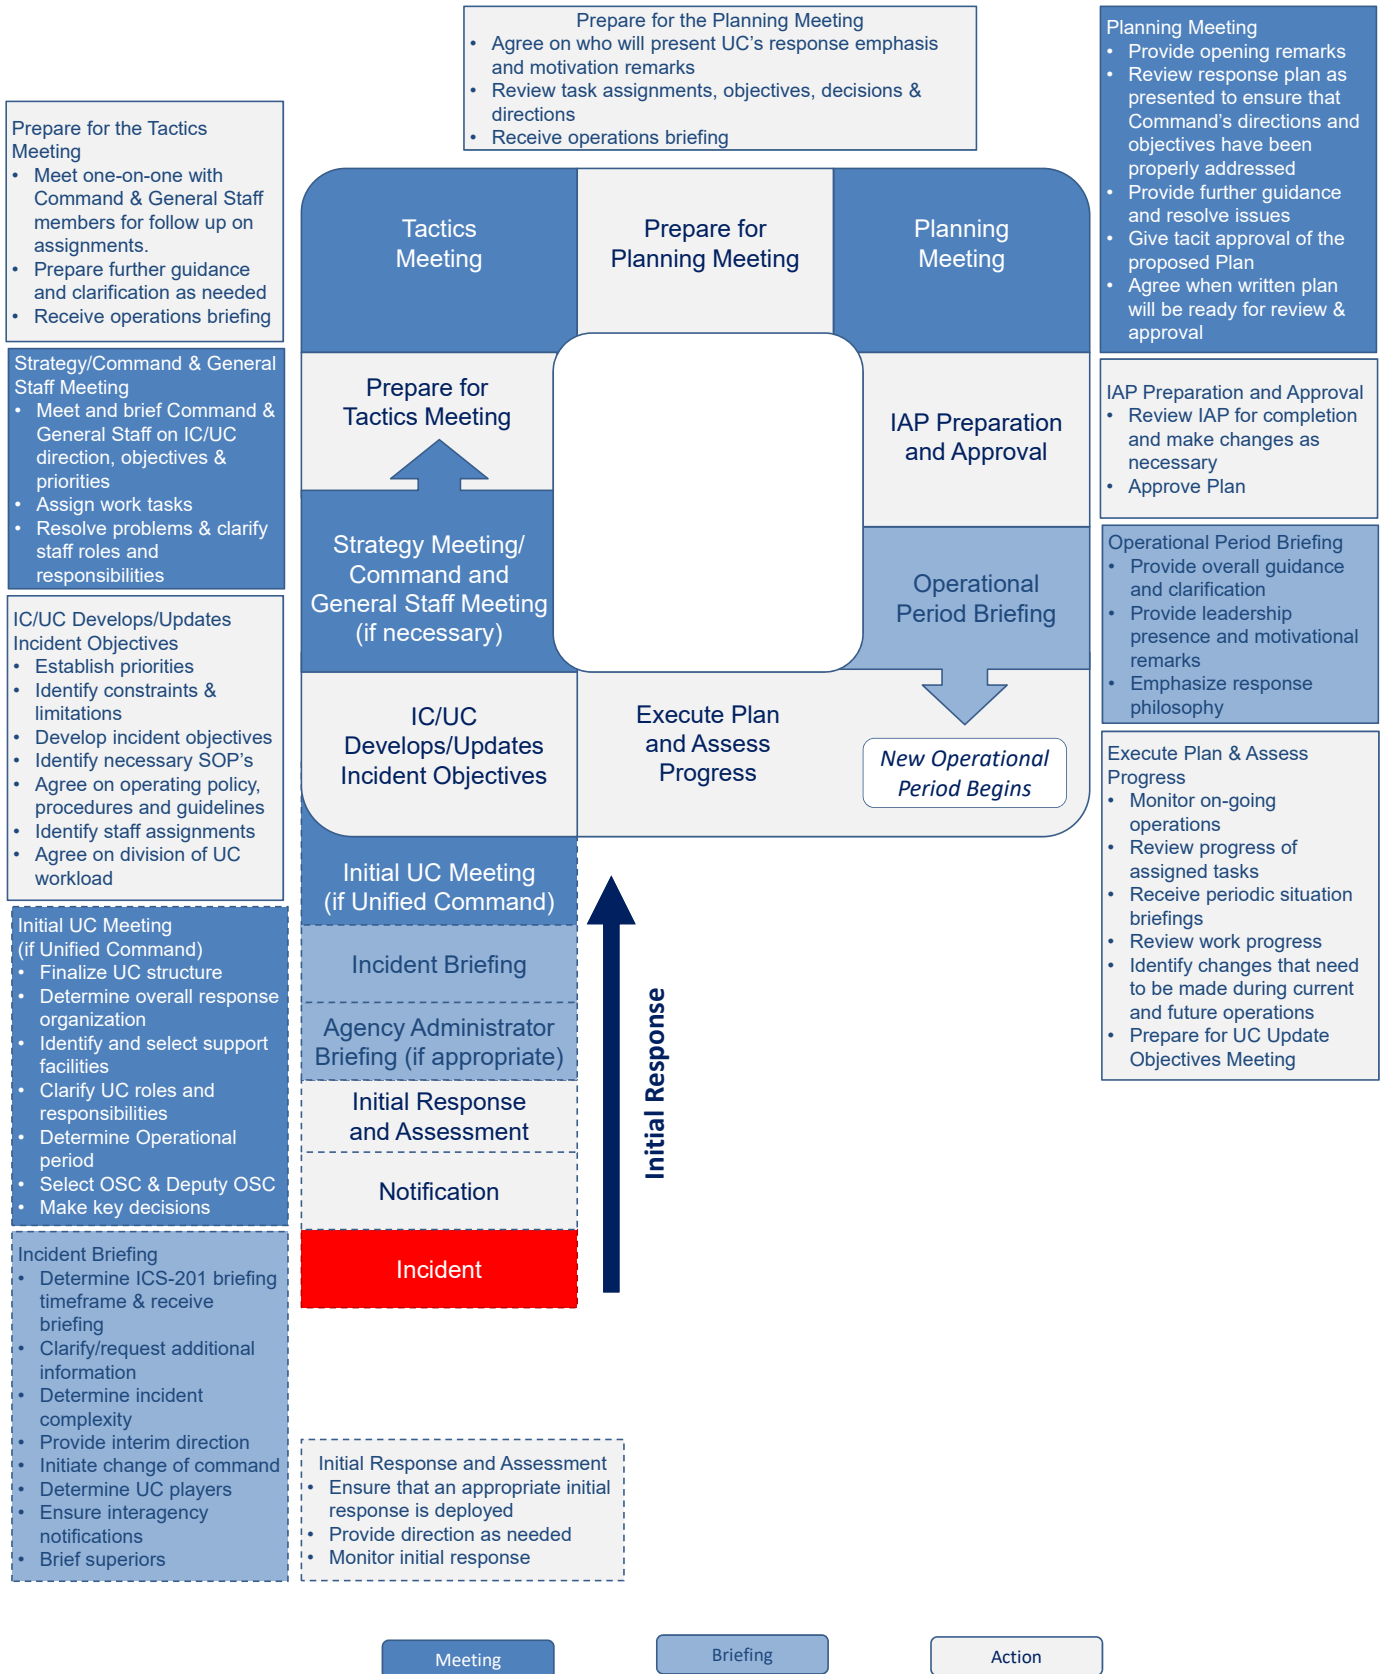 Prepare for the Planning Meeting
• Agree on who will present UC's response emphasis
and motivation remarks
• Review task assignments, objectives, decisions &
directions
• Receive operations briefing
Prepare for the Tactics
Meeting
• Meet one-on-one with
Command & General Staff
members for follow up on
assignments.
• Prepare further guidance
and clarification as needed
• Receive operations briefing
Strategy/Command & General
Staff Meeting
• Meet and brief Command &
General Staff on IC/UC
direction, objectives &
priorities
• Assign work tasks
• Resolve problems & clarify
staff roles and
responsibilities
IC/UC Develops/Updates
Incident Objectives
• Establish priorities
• Identify constraints &
limitations
• Develop incident objectives
• Identify necessary SOP's
• Agree on operating policy,
procedures and guidelines
• Identify staff assignments
• Agree on division of UC
workload
Initial UC Meeting
(if Unified Command)
• Finalize UC structure
• Determine overall response
organization
• Identify and select support
facilities
• Clarify UC roles and
responsibilities
• Determine Operational
period
• Select OSC & Deputy OSC
• Make key decisions
Incident Briefing
• Determine ICS-201 briefing
timeframe & receive
briefing
• Clarify/request additional
information
• Determine incident
complexity
• Provide interim direction
• Initiate change of command
• Determine UC players
• Ensure interagency
notifications
• Brief superiors
Tactics
Meeting
Prepare for
Planning Meeting
Planning
Meeting
Prepare for
Tactics Meeting
IAP Preparation
and Approval
Strategy Meeting/
Command and
General Staff Meeting
(if necessary)
Operational
Period Briefing
IC/UC
Develops/Updates
Incident Objectives
Execute Plan
and Assess
Progress
New Operational
Period Begins
Initial UC Meeting
(if Unified Command)
Incident Briefing
Agency Administrator
Briefing (if appropriate)
Initial Response
and Assessment
Notification
Incident
Initial Response
Initial Response and Assessment
• Ensure that an appropriate initial
response is deployed
• Provide direction as needed
• Monitor initial response
Planning Meeting
• Provide opening remarks
• Review response plan as
presented to ensure that
Command's directions and
objectives have been
properly addressed
• Provide further guidance
and resolve issues
• Give tacit approval of the
proposed Plan
• Agree when written plan
will be ready for review &
approval
IAP Preparation and Approval
• Review IAP for completion
and make changes as
necessary
• Approve Plan
Operational Period Briefing
• Provide overall guidance
and clarification
• Provide leadership
presence and motivational
remarks
• Emphasize response
philosophy
Execute Plan & Assess
Progress
• Monitor on-going
operations
• Review progress of
assigned tasks
• Receive periodic situation
briefings
• Review work progress
• Identify changes that need
to be made during current
and future operations
• Prepare for UC Update
Objectives Meeting
Meeting
Briefing
Action